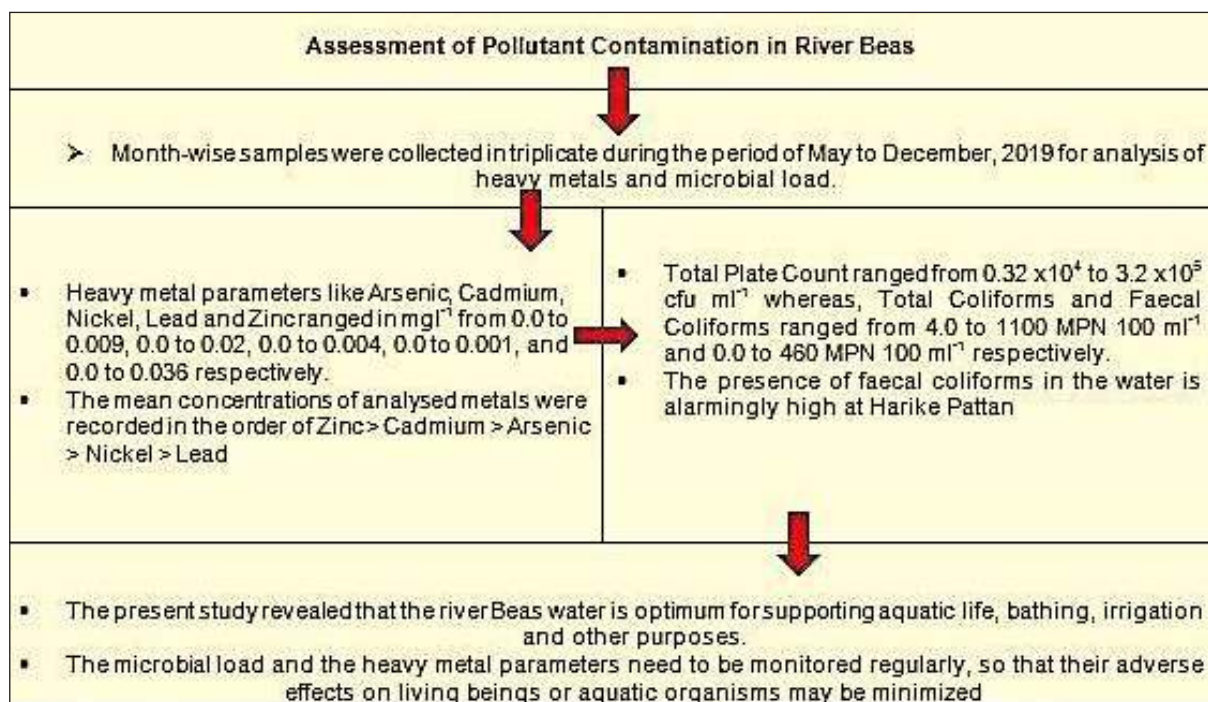 Assessment of Pollutant Contamination in River Beas
➢ Month-wise samples were collected in triplicate during the period of May to December, 2019 for analysis of
heavy metals and microbial load.
▪ Heavy metal parameters like Arsenic, Cadmium,
Nickel, Lead and Zinc ranged in mgl⁻¹ from 0.0 to
0.009, 0.0 to 0.02, 0.0 to 0.004, 0.0 to 0.001, and
0.0 to 0.036 respectively.
▪ The mean concentrations of analysed metals were
recorded in the order of Zinc > Cadmium > Arsenic
> Nickel > Lead
▪ Total Plate Count ranged from 0.32 x10⁴ to 3.2 x10⁵
cfu ml⁻¹ whereas, Total Coliforms and Faecal
Coliforms ranged from 4.0 to 1100 MPN 100 ml⁻¹
and 0.0 to 460 MPN 100 ml⁻¹ respectively.
▪ The presence of faecal coliforms in the water is
alarmingly high at Harike Pattan
▪ The present study revealed that the river Beas water is optimum for supporting aquatic life, bathing, irrigation
and other purposes.
▪ The microbial load and the heavy metal parameters need to be monitored regularly, so that their adverse
effects on living beings or aquatic organisms may be minimized